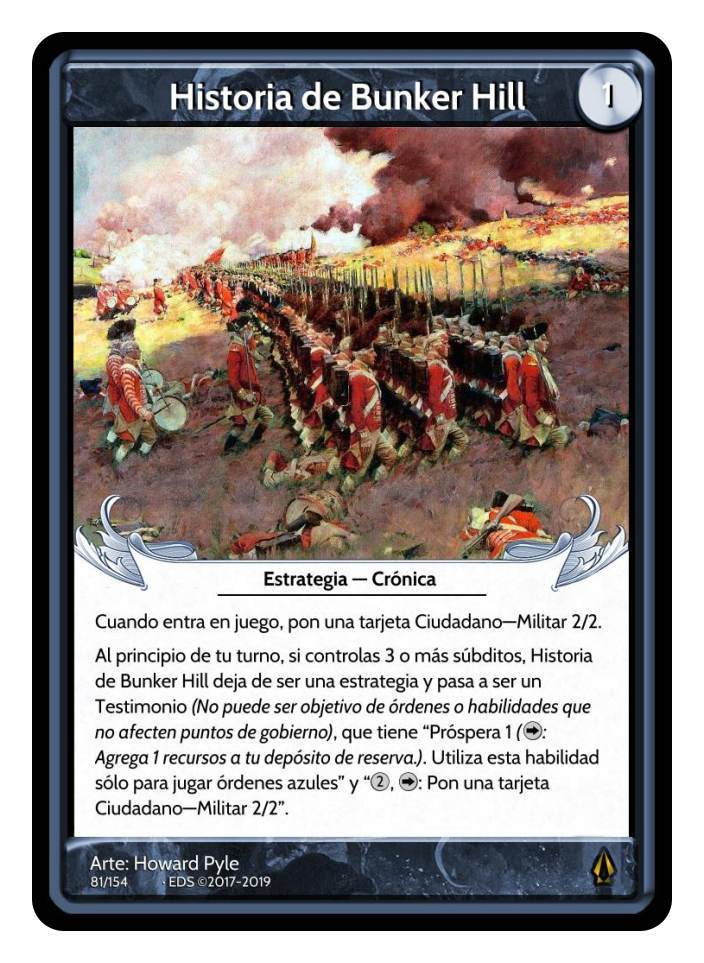 Historia de Bunker Hill
1
Estrategia — Crónica
Cuando entra en juego, pon una tarjeta Ciudadano—Militar 2/2.
Al principio de tu turno, si controlas 3 o más súbditos, Historia
de Bunker Hill deja de ser una estrategia y pasa a ser un
Testimonio (No puede ser objetivo de órdenes o habilidades que
no afecten puntos de gobierno), que tiene “Próspera 1 (➡:
Agrega 1 recursos a tu depósito de reserva.). Utiliza esta habilidad
sólo para jugar órdenes azules” y “②, ➡: Pon una tarjeta
Ciudadano—Militar 2/2”.
Arte: Howard Pyle
81/154 · EDS ©2017-2019